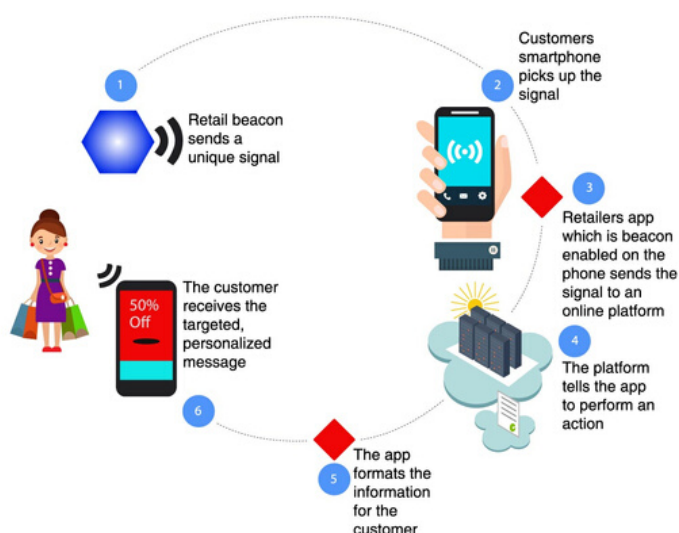 1
Retail beacon
sends a
unique signal
2
Customers
smartphone
picks up the
signal
3
Retailers app
which is beacon
enabled on the
phone sends the
signal to an
online platform
4
The platform
tells the app
to perform an
action
5
The app
formats the
information
for the
customer
6
The customer
receives the
targeted,
personalized
message
50%
Off